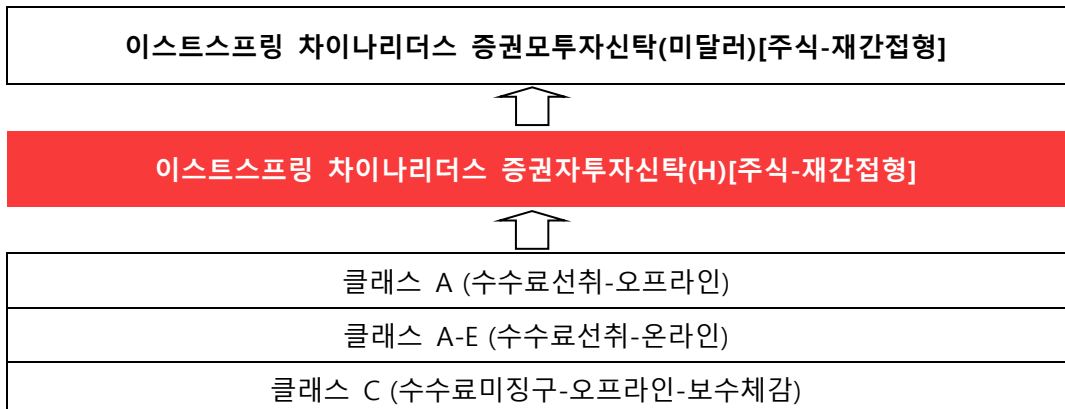 이스트스프링 차이나리더스 증권모투자신탁(미달러)[주식-재간접형]
이스트스프링 차이나리더스 증권자투자신탁(H)[주식-재간접형]
클래스 A (수수료선취-오프라인)
클래스 A-E (수수료선취-온라인)
클래스 C (수수료미징구-오프라인-보수체감)